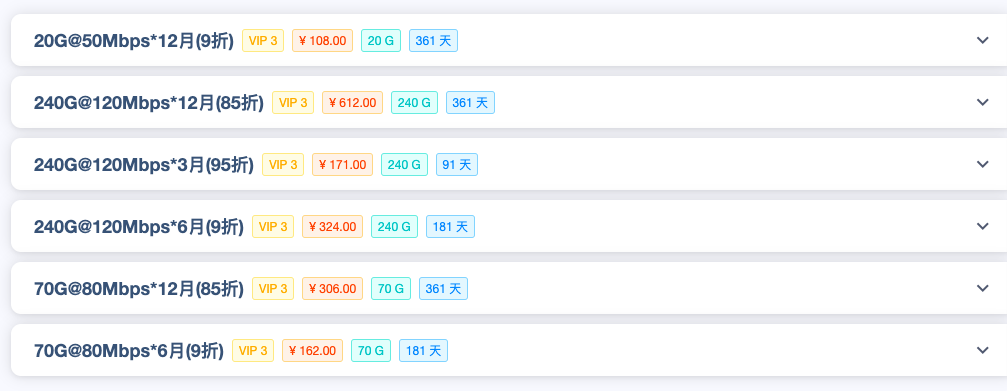 20G@50Mbps*12月(9折) VIP 3 ¥ 108.00 20 G 361 天
240G@120Mbps*12月(85折) VIP 3 ¥ 612.00 240 G 361 天
240G@120Mbps*3月(95折) VIP 3 ¥ 171.00 240 G 91 天
240G@120Mbps*6月(9折) VIP 3 ¥ 324.00 240 G 181 天
70G@80Mbps*12月(85折) VIP 3 ¥ 306.00 70 G 361 天
70G@80Mbps*6月(9折) VIP 3 ¥ 162.00 70 G 181 天